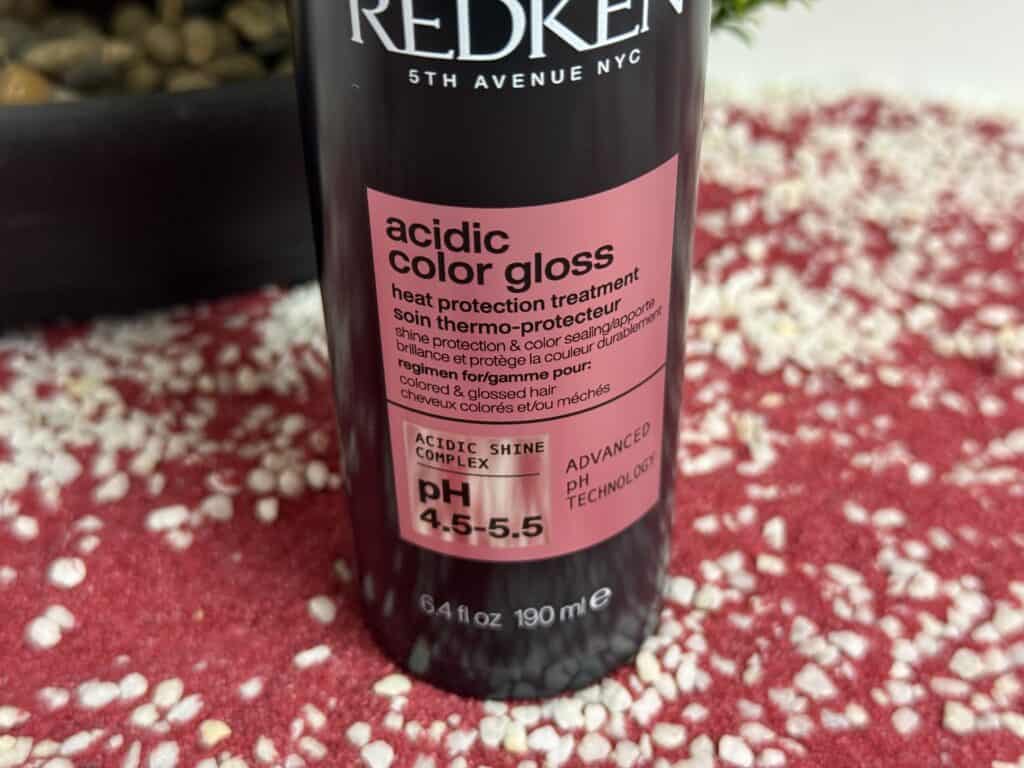 REDKEN
5TH AVENUE NYC
acidic
color gloss
heat protection treatment
soin thermo-protecteur
shine protection & color sealing/apporte
brillance et protège la couleur durablement
regimen for/gamme pour:
colored & glossed hair
cheveux colorés et/ou méchés
ACIDIC SHINE
COMPLEX
pH
4.5-5.5
ADVANCED
pH
TECHNOLOGY
6.4 fl oz 190 ml e